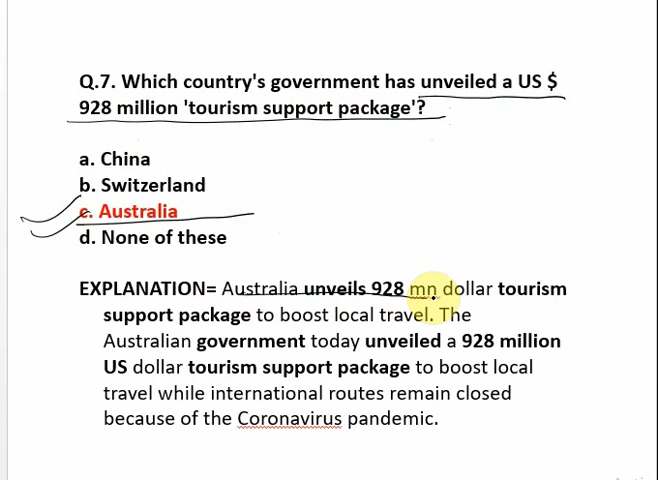 Q.7. Which country's government has unveiled a US $
928 million 'tourism support package'?
a. China
b. Switzerland
c. Australia
d. None of these
EXPLANATION= Australia unveils 928 mn dollar tourism
support package to boost local travel. The
Australian government today unveiled a 928 million
US dollar tourism support package to boost local
travel while international routes remain closed
because of the Coronavirus pandemic.